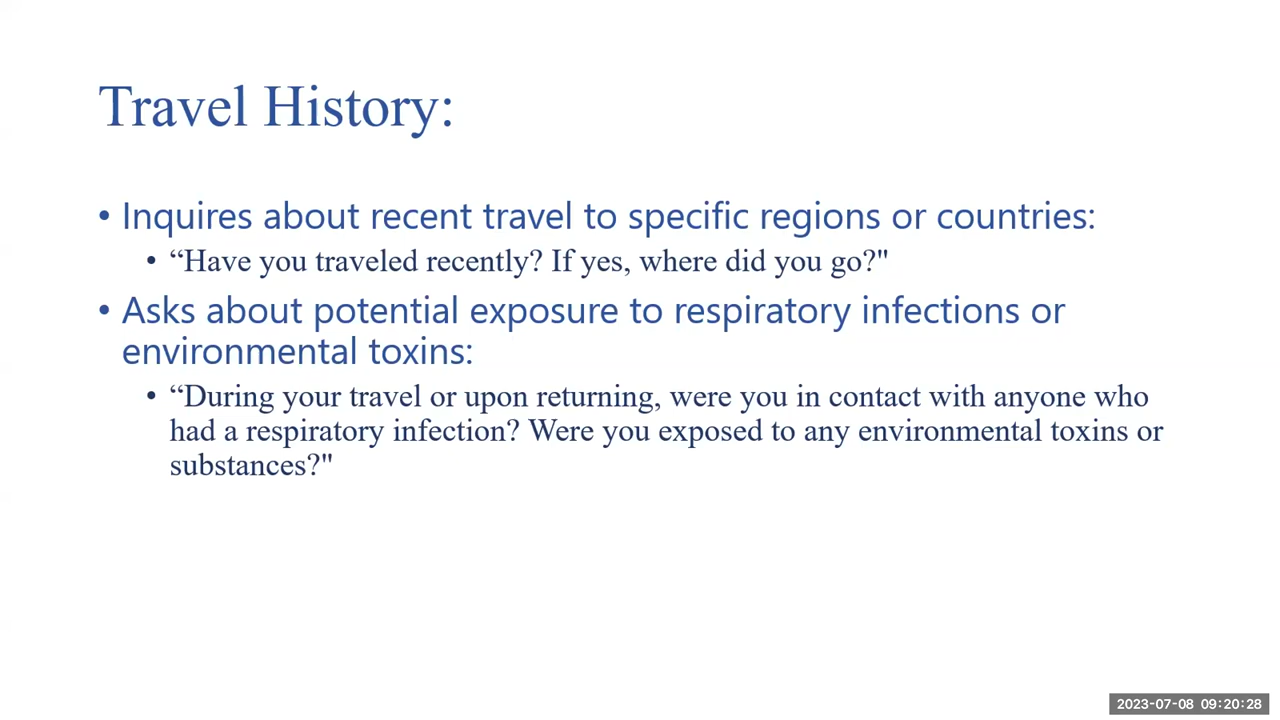 Travel History:
• Inquires about recent travel to specific regions or countries:
• “Have you traveled recently? If yes, where did you go?"
• Asks about potential exposure to respiratory infections or
environmental toxins:
• “During your travel or upon returning, were you in contact with anyone who
had a respiratory infection? Were you exposed to any environmental toxins or
substances?"
2023-07-08 09:20:28